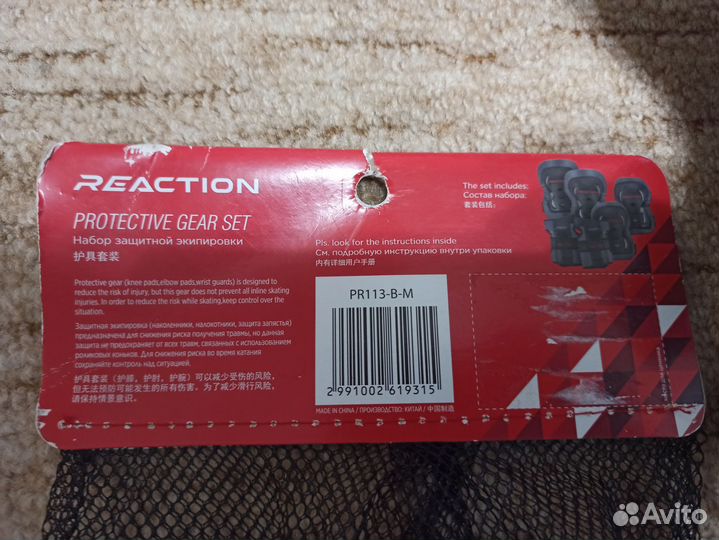 REACTION
PROTECTIVE GEAR SET
Набор защитной экипировки
护具套装
Protective gear (knee pads,elbow pads,wrist guards) is designed to
reduce the risk of injury, but this gear does not prevent all inline skating
injuries. In order to reduce the risk while skating,keep control over the
situation.
Защитная экипировка (наколенники, налокотники, защита запястья)
предназначена для снижения риска получения травмы, но данная
защита не предохраняет от всех травм, связанных с использованием
роликовых коньков. Для снижения риска во время катания
сохраняйте контроль над ситуацией.
护具套装（护膝，护肘，护腕）可以减少受伤的风险，
但无法预防可能发生的所有伤害。为了减少滑行风险，
请保持情景意识。
The set includes:
Состав набора:
套装包括:
Pls. look for the instructions inside
См. подробную инструкцию внутри упаковки
内有详细用户手册
PR113-B-M
2 991002 619315
MADE IN CHINA / ПРОИЗВОДСТВО: КИТАЙ / 中国制造
Avito